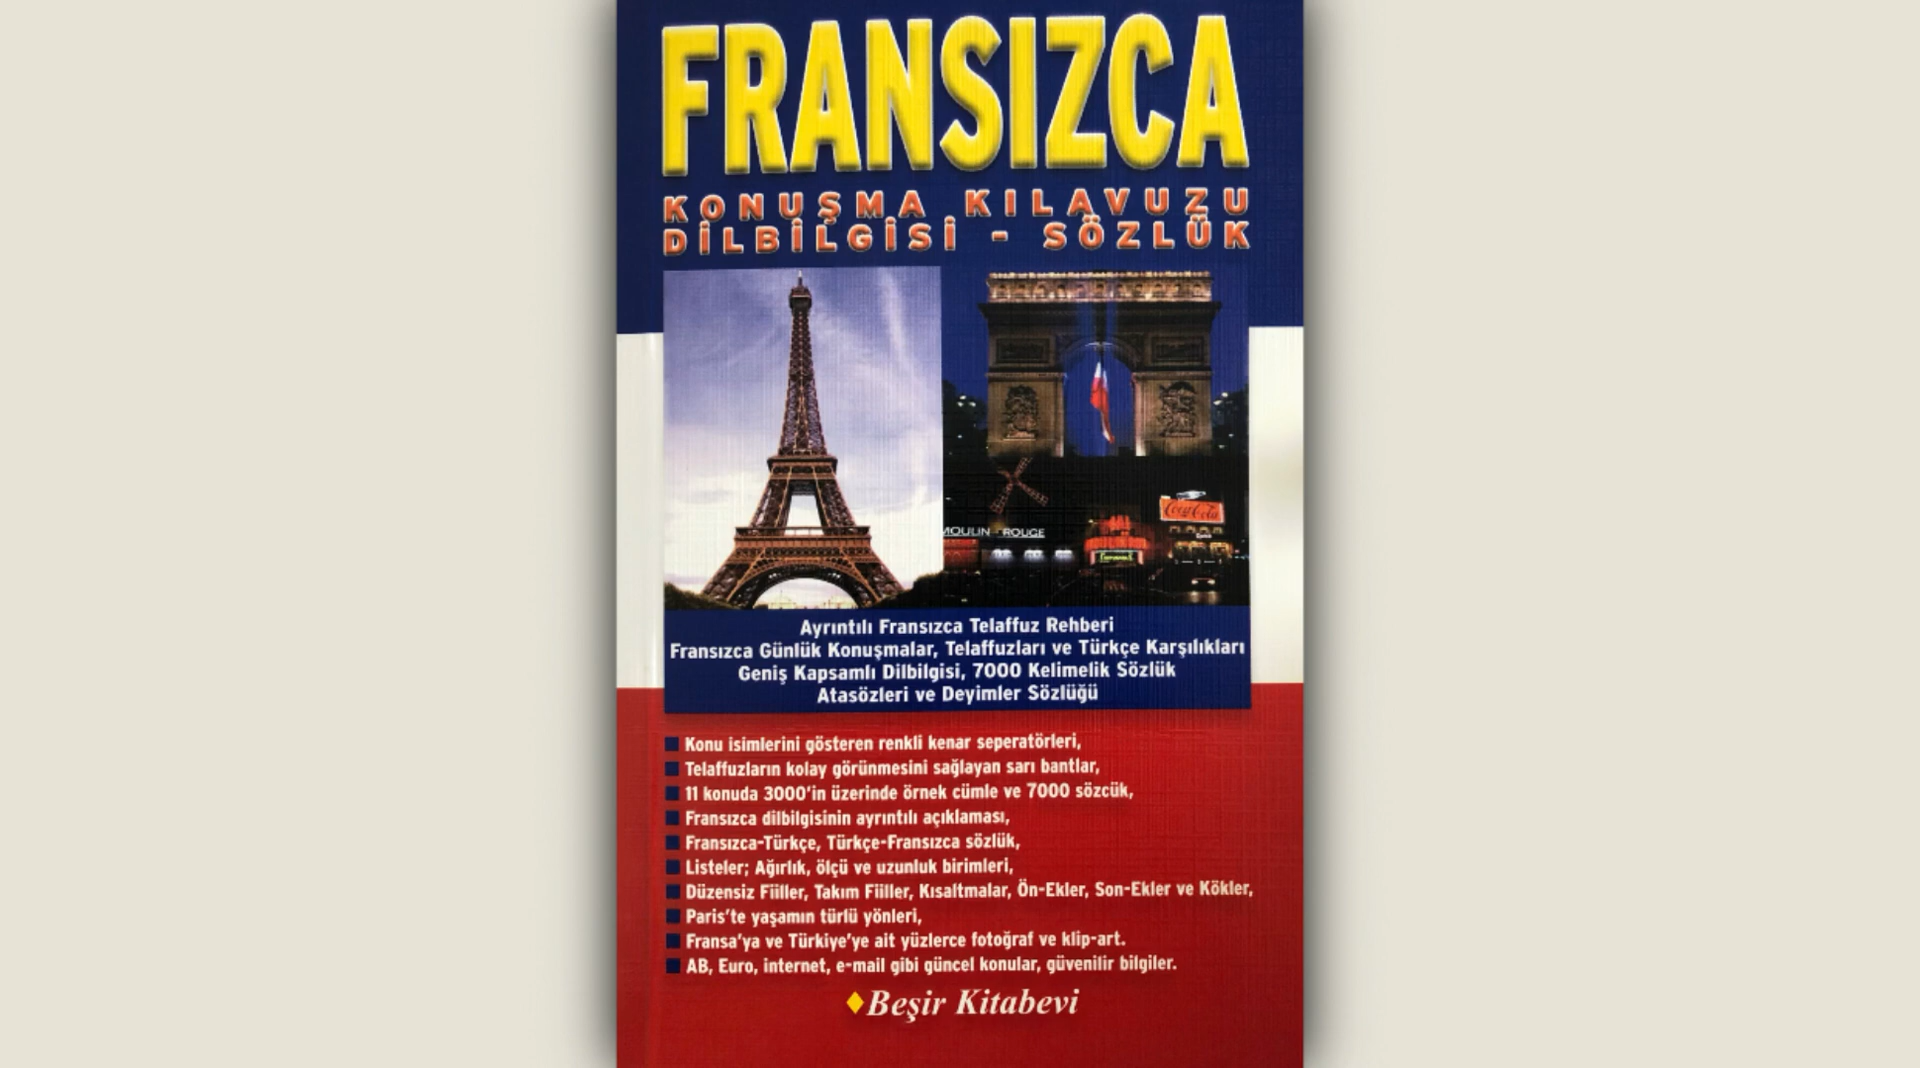 FRANSIZCA
KONUŞMA KILAVUZU
DİLBİLGİSİ - SÖZLÜK
MOULIN ROUGE
Coca-Cola
Ayrıntılı Fransızca Telaffuz Rehberi
Fransızca Günlük Konuşmalar, Telaffuzları ve Türkçe Karşılıkları
Geniş Kapsamlı Dilbilgisi, 7000 Kelimelik Sözlük
Atasözleri ve Deyimler Sözlüğü
Konu isimlerini gösteren renkli kenar seperatörleri,
Telaffuzların kolay görünmesini sağlayan sarı bantlar,
11 konuda 3000'in üzerinde örnek cümle ve 7000 sözcük,
Fransızca dilbilgisinin ayrıntılı açıklaması,
Fransızca-Türkçe, Türkçe-Fransızca sözlük,
Listeler; Ağırlık, ölçü ve uzunluk birimleri,
Düzensiz Fiiller, Takım Fiiller, Kısaltmalar, Ön-Ekler, Son-Ekler ve Kökler,
Paris'te yaşamın türlü yönleri,
Fransa'ya ve Türkiye'ye ait yüzlerce fotoğraf ve klip-art.
AB, Euro, internet, e-mail gibi güncel konular, güvenilir bilgiler.
Beşir Kitabevi